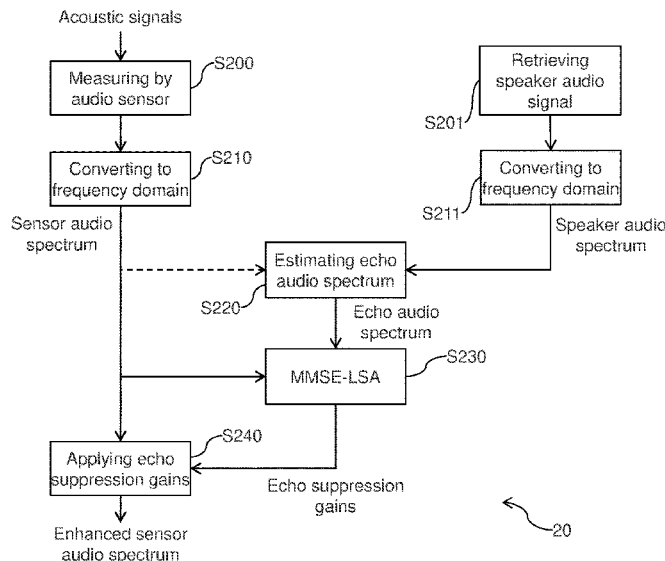 Acoustic signals
Measuring by
audio sensor
S200
Retrieving
speaker audio
signal
S201
Converting to
frequency domain
S210
Converting to
frequency domain
S211
Sensor audio
spectrum
Speaker audio
spectrum
Estimating echo
audio spectrum
S220
Echo audio
spectrum
MMSE-LSA
S230
Applying echo
suppression gains
S240
Echo suppression
gains
Enhanced sensor
audio spectrum
20